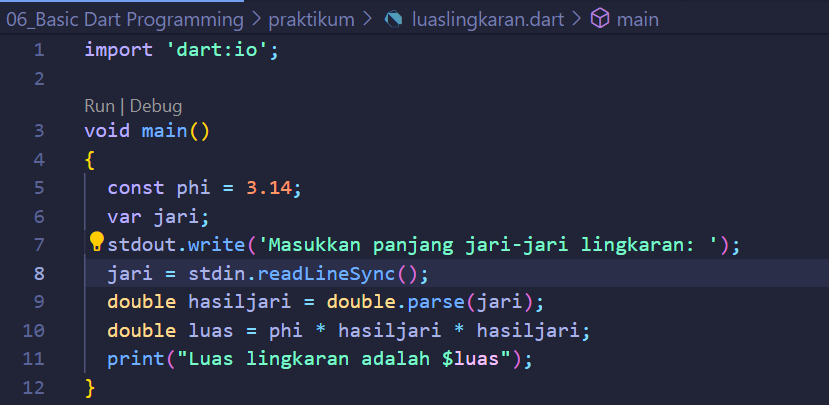 06_Basic Dart Programming > praktikum > luaslingkaran.dart > main
1 import 'dart:io';
2
Run | Debug
3 void main()
4 {
5 const phi = 3.14;
6 var jari;
7 stdout.write('Masukkan panjang jari-jari lingkaran: ');
8 jari = stdin.readLineSync();
9 double hasiljari = double.parse(jari);
10 double luas = phi * hasiljari * hasiljari;
11 print("Luas lingkaran adalah $luas");
12 }